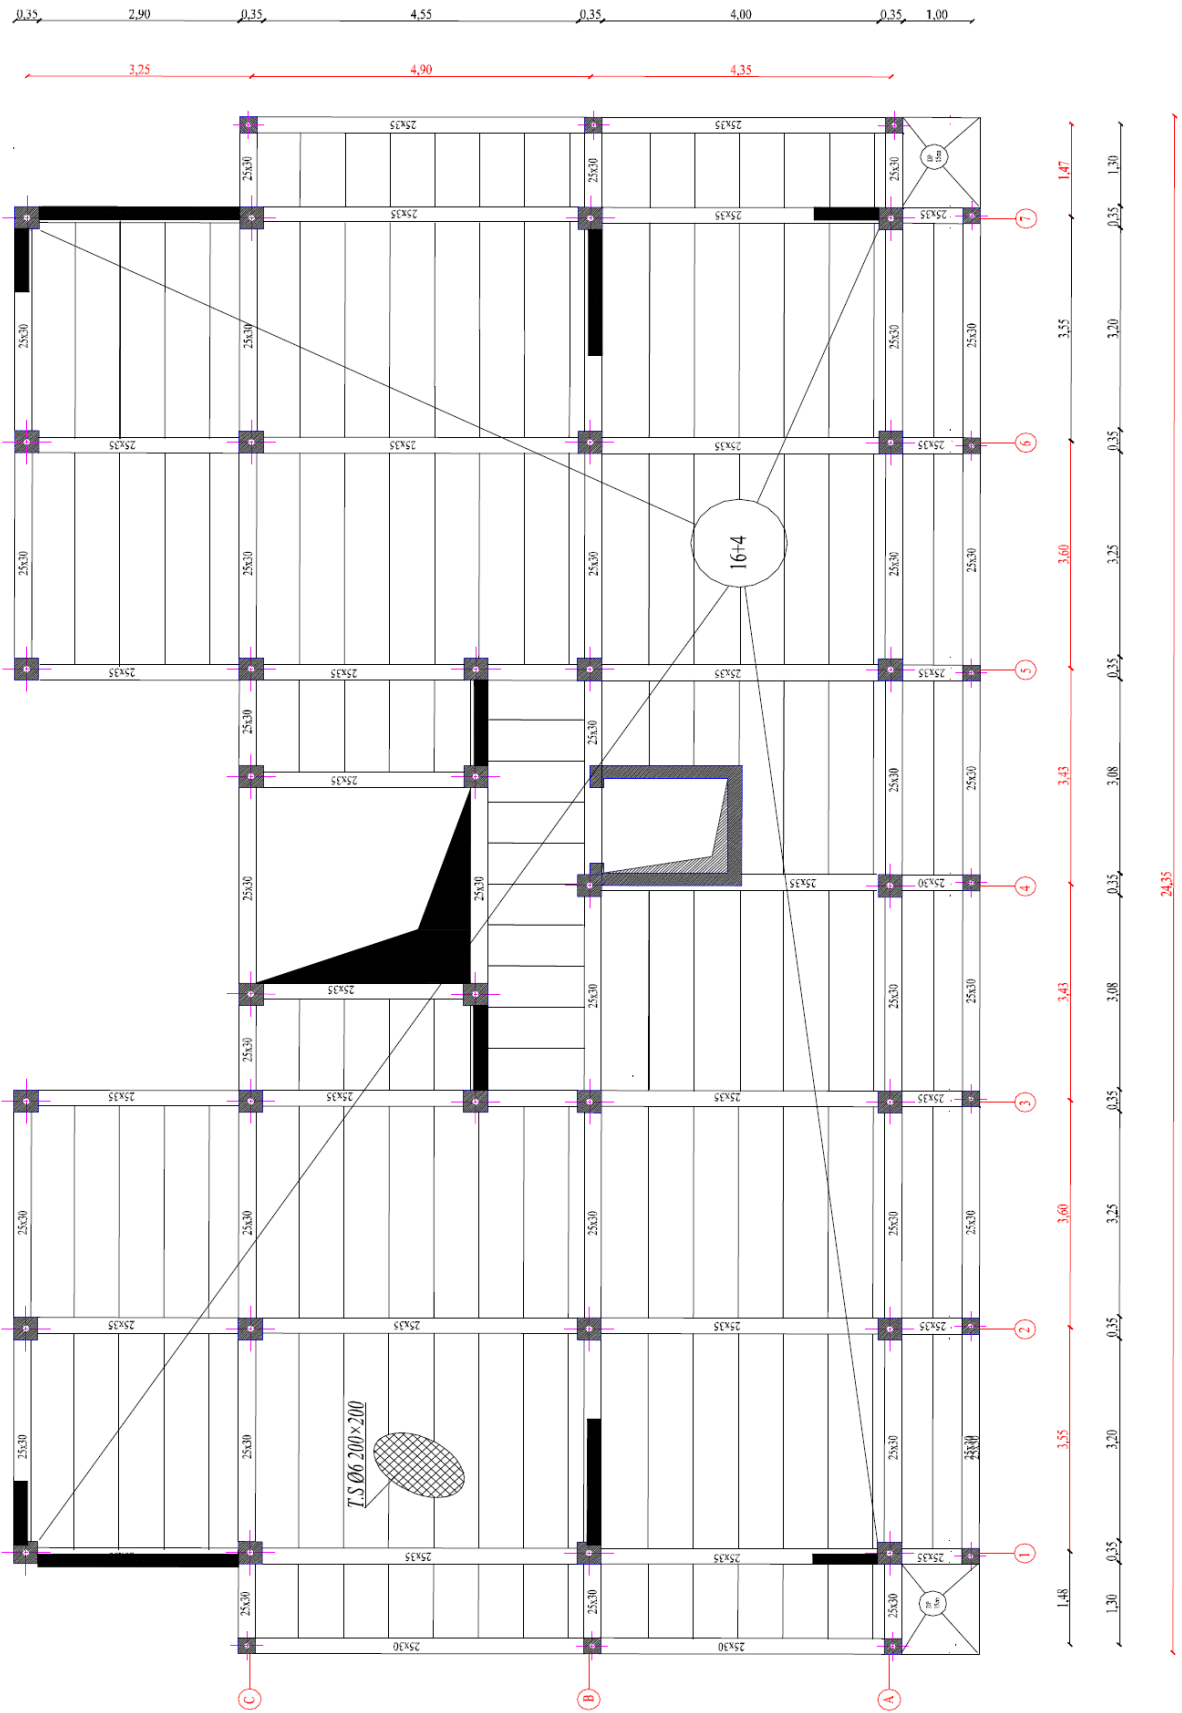 0,35 2,90 0,35 4,55 0,35 4,00 0,35 1,00
3,25 4,90 4,35
25x35 25x35
25x30 25x30 25x30
DP
15cm
1,47 1,30
25x35 25x35 25x35
7
0,35
25x30 25x30 25x30 25x30 25x30
3,55 3,20
25x35 25x35 25x35 25x35
6
0,35
16+4
25x30 25x30 25x30 25x30 25x30
3,60 3,25
25x35 25x35 25x35 25x35
5
0,35
25x30 25x30
25x35
25x30 25x30
3,43 3,08
25x30 25x30
25x35 25x30
4
0,35
24,35
25x35
25x30 25x30 25x30
3,43 3,08
25x30
25x35 25x35 25x35 25x35
3
0,35
25x30 25x30 25x30 25x30 25x30
3,60 3,25
25x35 25x35 25x35 25x35
2
0,35
T.S Ø6 200×200
25x30 25x30 25x30
25x30
3,55 3,20
25x35 25x35 25x35
1
0,35
25x30 25x30 25x30
DP
15cm
1,48 1,30
25x30 25x30
C B A